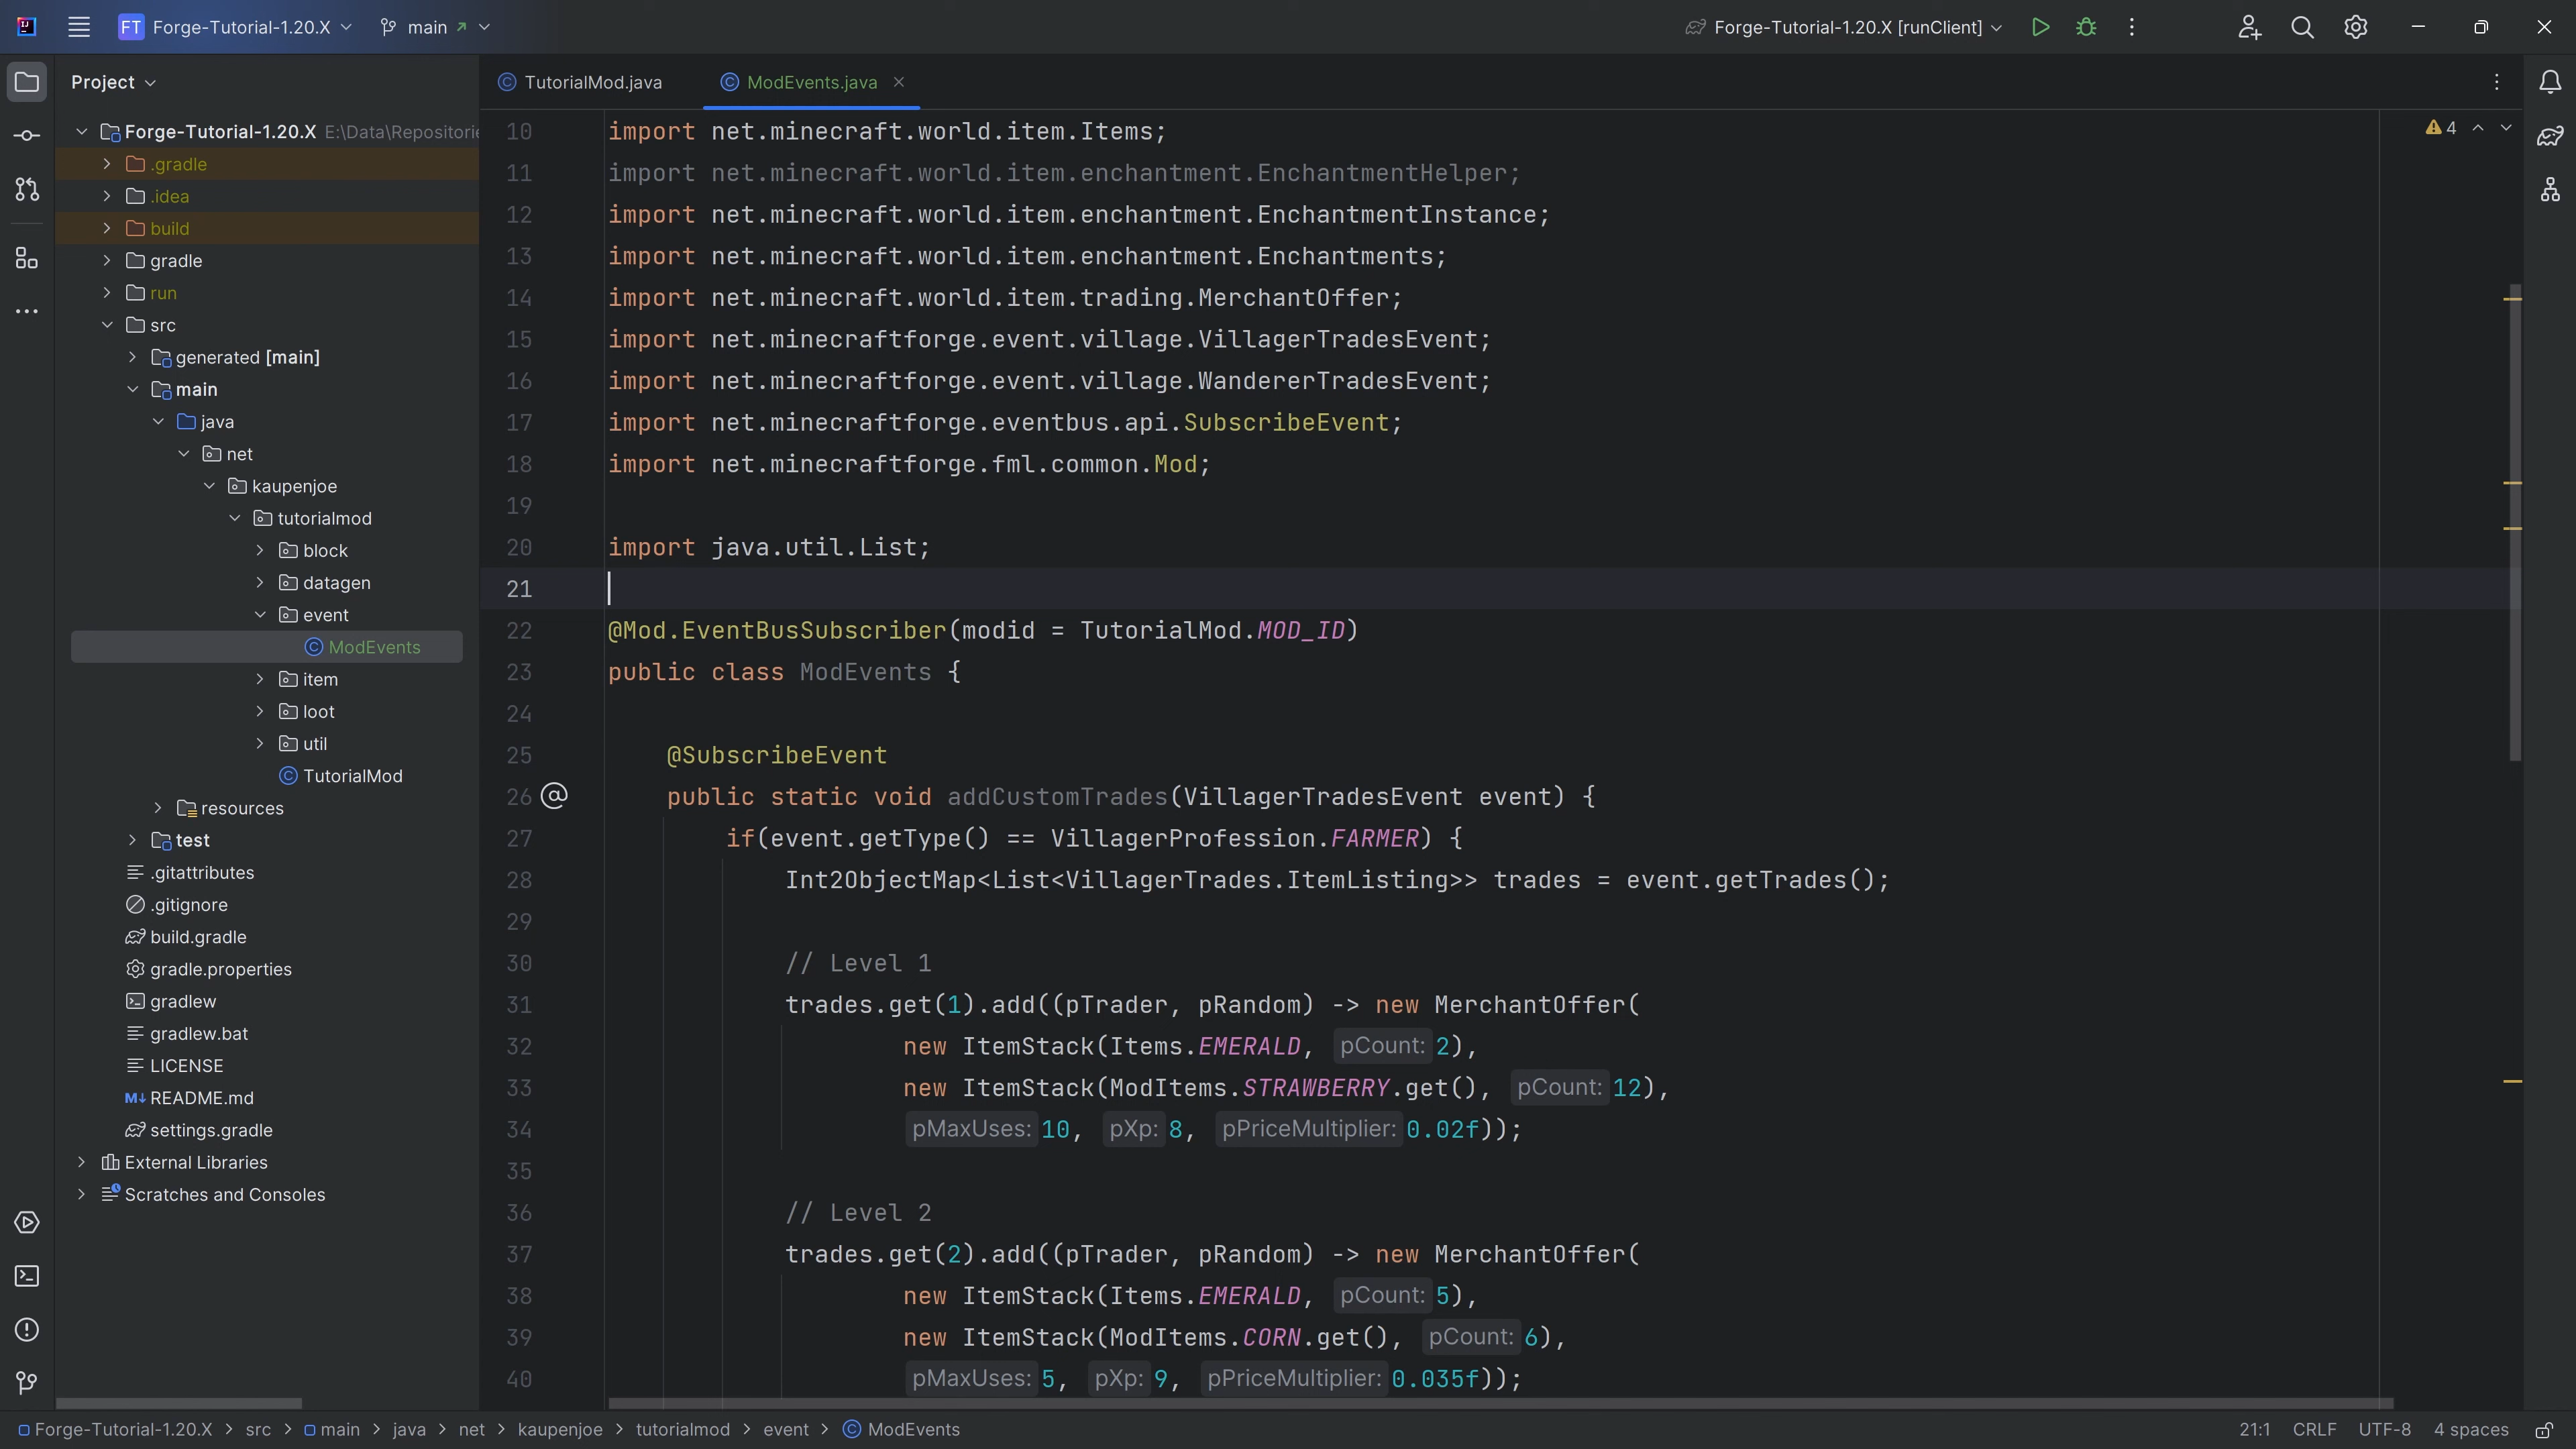 FT Forge-Tutorial-1.20.X main Forge-Tutorial-1.20.X [runClient]
Project
TutorialMod.java ModEvents.java
Forge-Tutorial-1.20.X E:\Data\Repositorie
.gradle
.idea
build
gradle
run
src
generated [main]
main
java
net
kaupenjoe
tutorialmod
block
datagen
event
ModEvents
item
loot
util
TutorialMod
resources
test
.gitattributes
.gitignore
build.gradle
gradle.properties
gradlew
gradlew.bat
LICENSE
README.md
settings.gradle
External Libraries
Scratches and Consoles
4
10 import net.minecraft.world.item.Items;
11 import net.minecraft.world.item.enchantment.EnchantmentHelper;
12 import net.minecraft.world.item.enchantment.EnchantmentInstance;
13 import net.minecraft.world.item.enchantment.Enchantments;
14 import net.minecraft.world.item.trading.MerchantOffer;
15 import net.minecraftforge.event.village.VillagerTradesEvent;
16 import net.minecraftforge.event.village.WandererTradesEvent;
17 import net.minecraftforge.eventbus.api.SubscribeEvent;
18 import net.minecraftforge.fml.common.Mod;
19
20 import java.util.List;
21
22 @Mod.EventBusSubscriber(modid = TutorialMod.MOD_ID)
23 public class ModEvents {
24
25 @SubscribeEvent
26 @ public static void addCustomTrades(VillagerTradesEvent event) {
27 if(event.getType() == VillagerProfession.FARMER) {
28 Int2ObjectMap<List<VillagerTrades.ItemListing>> trades = event.getTrades();
29
30 // Level 1
31 trades.get(1).add((pTrader, pRandom) -> new MerchantOffer(
32 new ItemStack(Items.EMERALD, pCount: 2),
33 new ItemStack(ModItems.STRAWBERRY.get(), pCount: 12),
34 pMaxUses: 10, pXp: 8, pPriceMultiplier: 0.02f));
35
36 // Level 2
37 trades.get(2).add((pTrader, pRandom) -> new MerchantOffer(
38 new ItemStack(Items.EMERALD, pCount: 5),
39 new ItemStack(ModItems.CORN.get(), pCount: 6),
40 pMaxUses: 5, pXp: 9, pPriceMultiplier: 0.035f));
Forge-Tutorial-1.20.X > src > main > java > net > kaupenjoe > tutorialmod > event > ModEvents 21:1 CRLF UTF-8 4 spaces